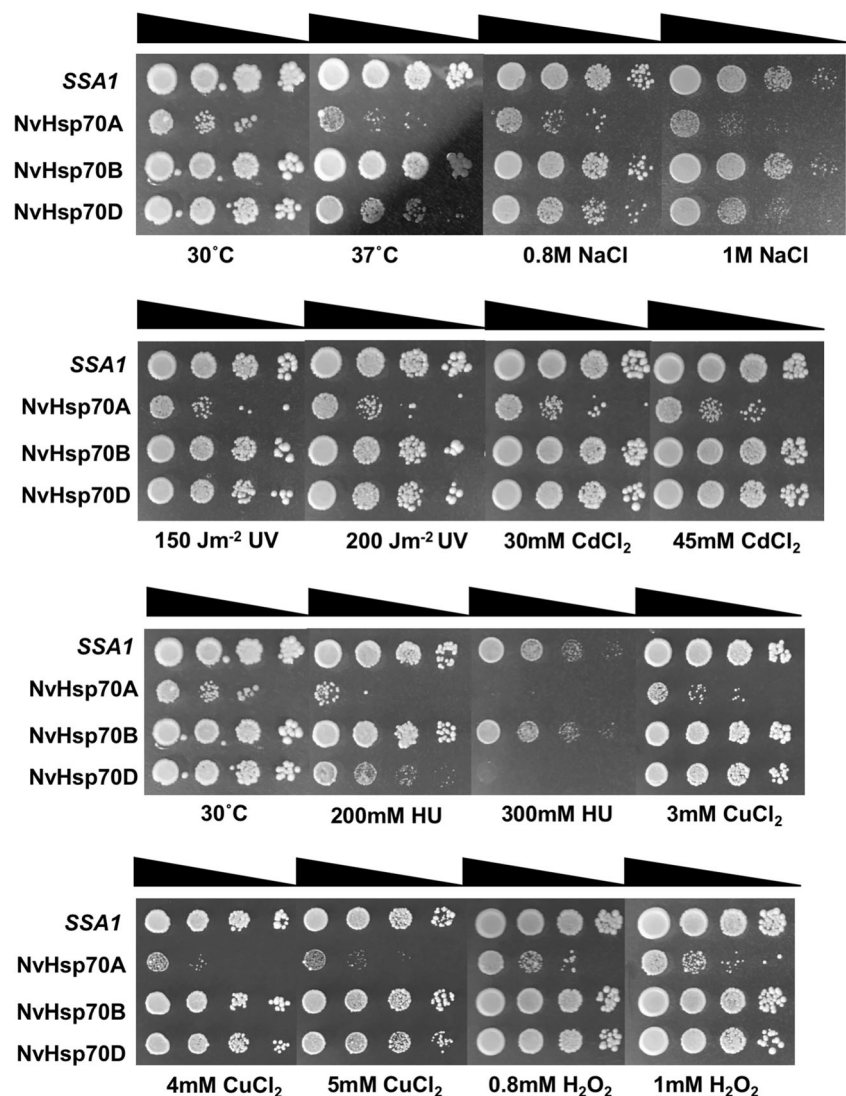 SSA1
NvHsp70A
NvHsp70B
NvHsp70D
30˚C 37˚C 0.8M NaCl 1M NaCl
SSA1
NvHsp70A
NvHsp70B
NvHsp70D
150 Jm⁻² UV 200 Jm⁻² UV 30mM CdCl₂ 45mM CdCl₂
SSA1
NvHsp70A
NvHsp70B
NvHsp70D
30˚C 200mM HU 300mM HU 3mM CuCl₂
SSA1
NvHsp70A
NvHsp70B
NvHsp70D
4mM CuCl₂ 5mM CuCl₂ 0.8mM H₂O₂ 1mM H₂O₂